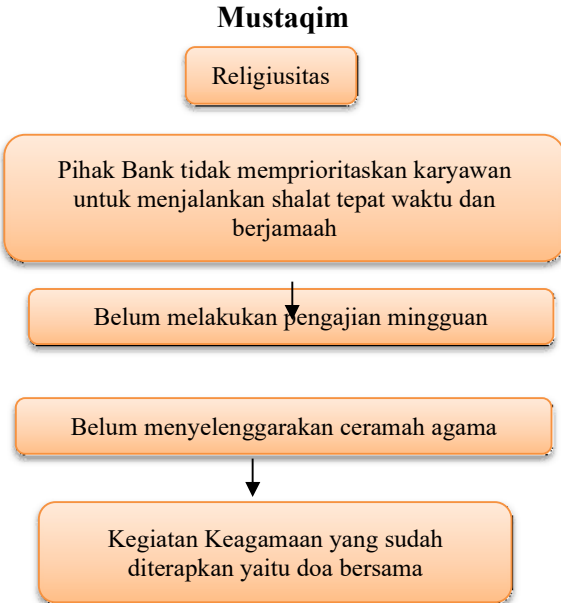 Mustaqim
Religiusitas
Pihak Bank tidak memprioritaskan karyawan
untuk menjalankan shalat tepat waktu dan
berjamaah
Belum melakukan pengajian mingguan
Belum menyelenggarakan ceramah agama
Kegiatan Keagamaan yang sudah
diterapkan yaitu doa bersama